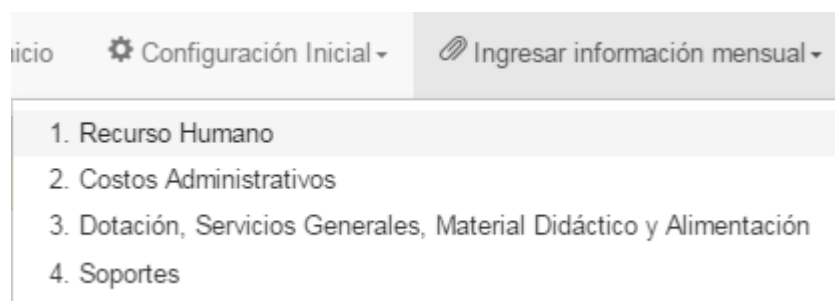 icio Configuración Inicial Ingresar información mensual
1. Recurso Humano
2. Costos Administrativos
3. Dotación, Servicios Generales, Material Didáctico y Alimentación
4. Soportes